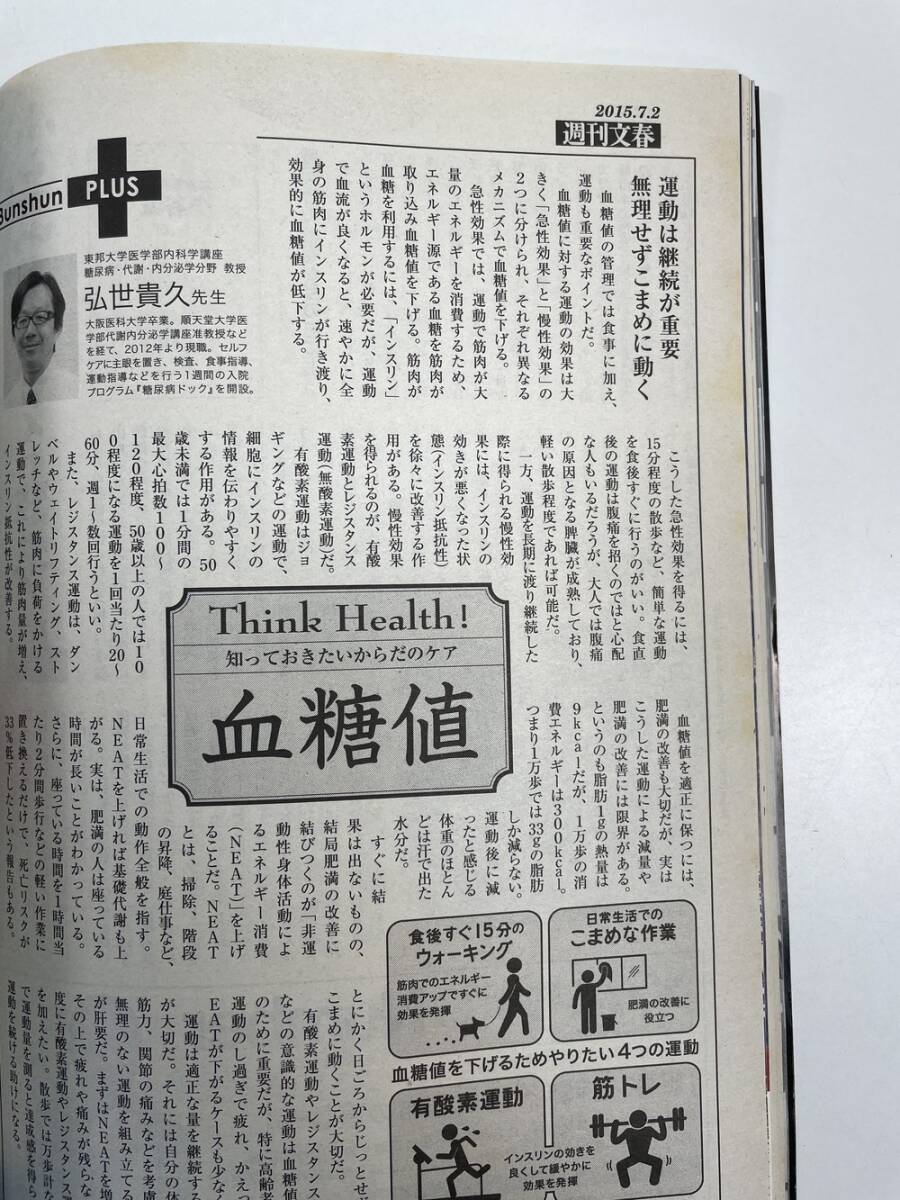 2015.7.2
週刊文春
Bunshun
PLUS
東邦大学医学部内科学講座
糖尿病・代謝・内分泌学分野 教授
弘世貴久先生
大阪医科大学卒業。順天堂大学医
学部代謝内分泌学講座准教授など
を経て、2012年より現職。セルフ
ケアに主眼を置き、検査、食事指導、
運動指導などを行う1週間の入院
プログラム『糖尿病ドック』を開設。
運動は継続が重要
無理せずこまめに動く
血糖値の管理では食事に加え、
運動も重要なポイントだ。
血糖値に対する運動の効果は大
きく「急性効果」と「慢性効果」の
2つに分けられ、それぞれ異なる
メカニズムで血糖値を下げる。
急性効果では、運動で筋肉が大
量のエネルギーを消費するため、
エネルギー源である血糖を筋肉が
取り込み血糖値を下げる。筋肉が
血糖を利用するには、「インスリン」
というホルモンが必要だが、運動
で血流が良くなると、速やかに全
身の筋肉にインスリンが行き渡り、
効果的に血糖値が低下する。
こうした急性効果を得るには、
15分程度の散歩など、簡単な運動
を食後すぐに行うのがいい。食直
後の運動は腹痛を招くのではと心配
な人もいるだろうが、大人では腹痛
の原因となる脾臓が成熟しており、
軽い散歩程度であれば可能だ。
一方、運動を長期に渡り継続した
際に得られる慢性効
果には、インスリンの
効きが悪くなった状
態(インスリン抵抗性)
を徐々に改善する作
用がある。慢性効果
を得られるのが、有酸
素運動とレジスタンス
運動(無酸素運動)だ。
有酸素運動はジョ
ギングなどの運動で、
細胞にインスリンの
情報を伝わりやすく
する作用がある。50
歳未満では1分間の
最大心拍数100〜
120程度、50歳以上の人では10
0程度になる運動を1回当たり20〜
60分、週1〜数回行うといい。
また、レジスタンス運動は、ダン
ベルやウェイトリフティング、スト
レッチなど、筋肉に負荷をかける
運動で、これにより筋肉量が増え、
インスリン抵抗性が改善する。
Think Health!
知っておきたいからだのケア
血糖値
血糖値を適正に保つには、
肥満の改善も大切だが、実は
こうした運動による減量や
肥満の改善には限界がある。
というのも脂肪1gの熱量は
9kcalだが、1万歩の消
費エネルギーは300kcal。
つまり1万歩では33gの脂肪
しか減らない。
運動後に減
ったと感じる
体重のほとん
どは汗で出た
水分だ。
すぐに結
果は出ないものの、
結局肥満の改善に
結びつくのが「非運
動性身体活動によ
るエネルギー消費
(NEAT)」を上げ
ることだ。NEAT
とは、掃除、階段
の昇降、庭仕事など、
日常生活での動作全般を指す。
NEATを上げれば基礎代謝も上
がる。実は、肥満の人は座っている
時間が長いことがわかっている。
さらに、座っている時間を1時間当
たり2分間歩行などの軽い作業に
置き換えるだけで、死亡リスクが
33%低下したという報告もある。
とにかく日ごろからじっとせず
こまめに動くことが大切だ。
有酸素運動やレジスタンス
などの意識的な運動は血糖値
のために重要だが、特に高齢者
運動のし過ぎで疲れ、かえっ
EATが下がるケースも少な
運動は適正な量を継続する
が大切だ。それには自分の体
筋力、関節の痛みなどを考慮
無理のない運動を組み立てる
が肝要だ。まずはNEATを増
その上で疲れや痛みが残らな
度に有酸素運動やレジスタンス
を加えたい。散歩では万歩計な
で運動量を測ると達成感を得ら
運動を続ける助けになる。
食後すぐ15分の
ウォーキング
筋肉でのエネルギー
消費アップですぐに
効果を発揮
日常生活での
こまめな作業
肥満の改善に
役立つ
血糖値を下げるためやりたい4つの運動
有酸素運動
筋トレ
インスリンの効きを
良くして緩やかに
効果を発揮